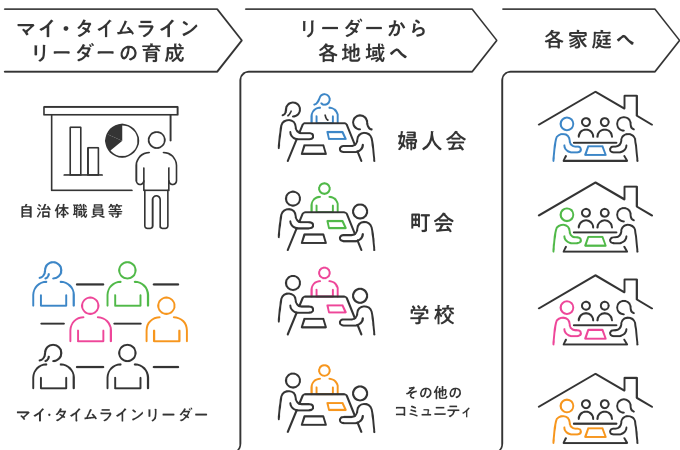 マイ・タイムライン
リーダーの育成
リーダーから
各地域へ
各家庭へ
自治体職員等
マイ・タイムラインリーダー
婦人会
町会
学校
その他の
コミュニティ